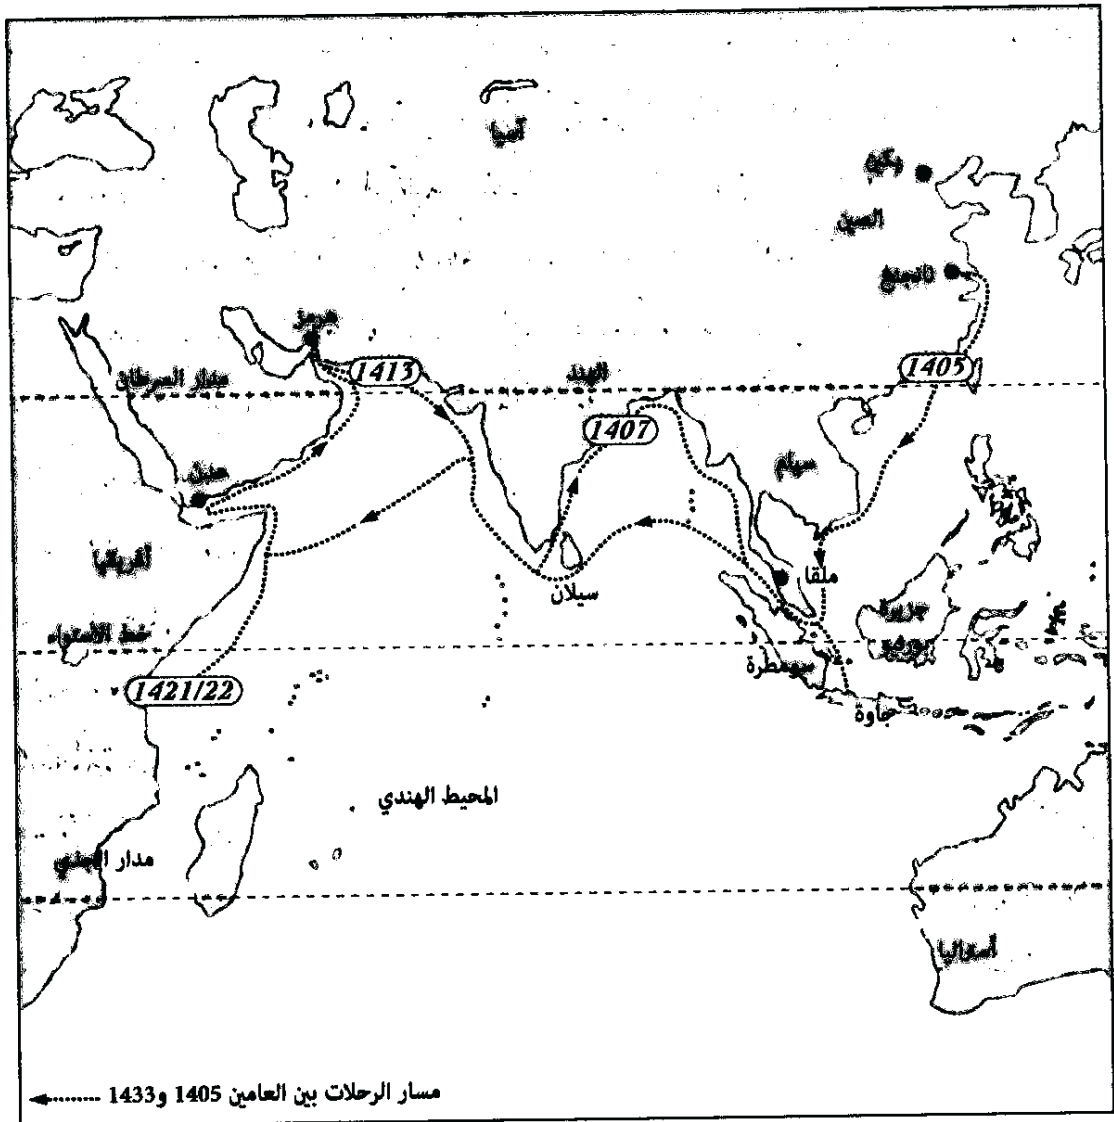 آسيا
بكين
الصين
نانجنغ
هرمز
1413
الهند
1405
مدار السرطان
1407
سيام
عدن
أفريقيا
ملقا
سيلان
جزيرة
بورنيو
خط الاستواء
سومطرة
1421/22
جاوة
المحيط الهندي
مدار الجدي
أستراليا
مسار الرحلات بين العامين 1405 و1433